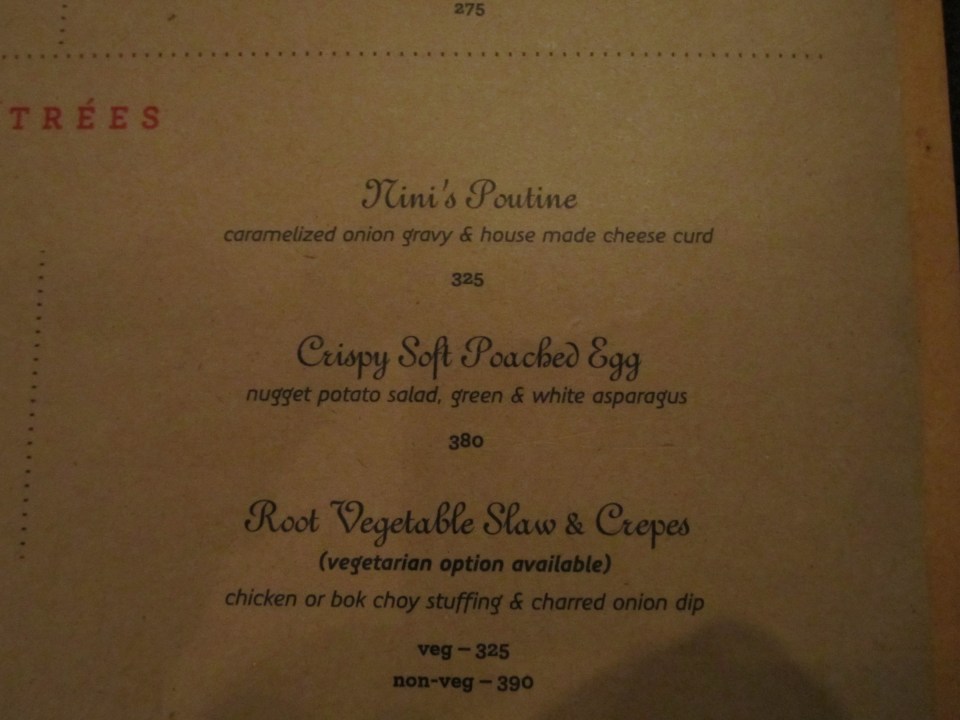 275
TRÉES
Nini's Poutine
caramelized onion gravy & house made cheese curd
325
Crispy Soft Poached Egg
nugget potato salad, green & white asparagus
380
Root Vegetable Slaw & Crepes
(vegetarian option available)
chicken or bok choy stuffing & charred onion dip
veg – 325
non-veg – 390